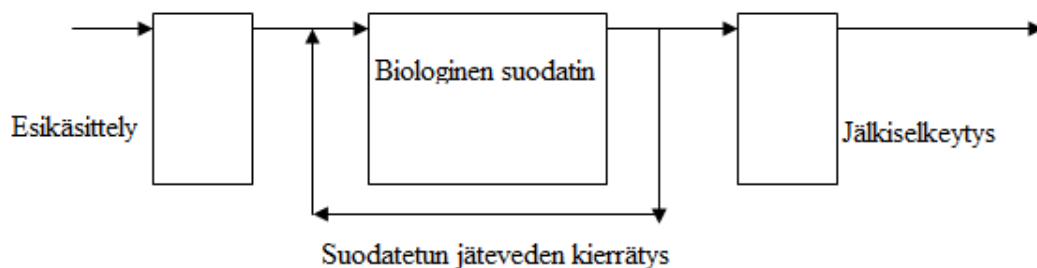 Esikäsittely
Biologinen suodatin
Jälkiselkeytys
Suodatetun jäteveden kierrätys